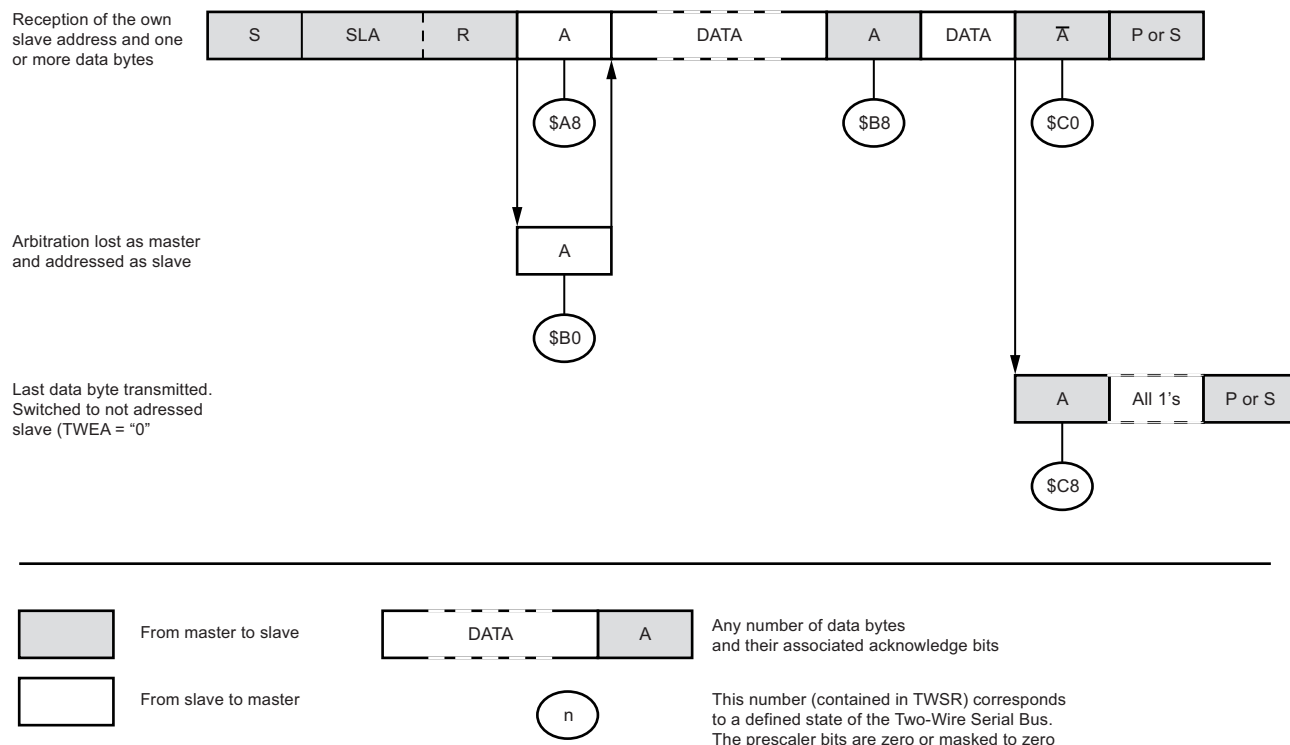 Reception of the own
slave address and one
or more data bytes
S SLA R A DATA A DATA A̅ P or S
$A8 $B8 $C0
Arbitration lost as master
and addressed as slave
A
$B0
Last data byte transmitted.
Switched to not adressed
slave (TWEA = “0”
A All 1's P or S
$C8
From master to slave
DATA A
Any number of data bytes
and their associated acknowledge bits
From slave to master
n
This number (contained in TWSR) corresponds
to a defined state of the Two-Wire Serial Bus.
The prescaler bits are zero or masked to zero